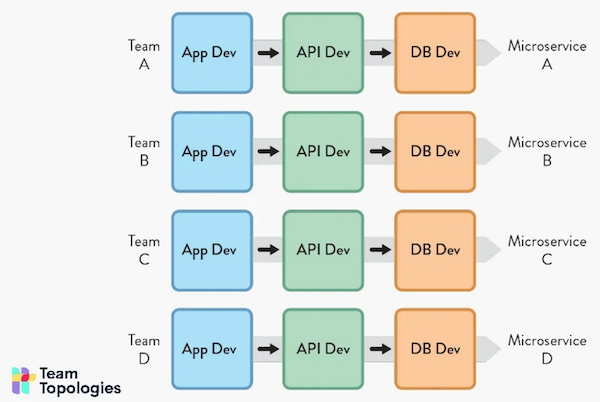 Team
A
App Dev
API Dev
DB Dev
Microservice
A
Team
B
App Dev
API Dev
DB Dev
Microservice
B
Team
C
App Dev
API Dev
DB Dev
Microservice
C
Team
D
App Dev
API Dev
DB Dev
Microservice
D
Team
Topologies